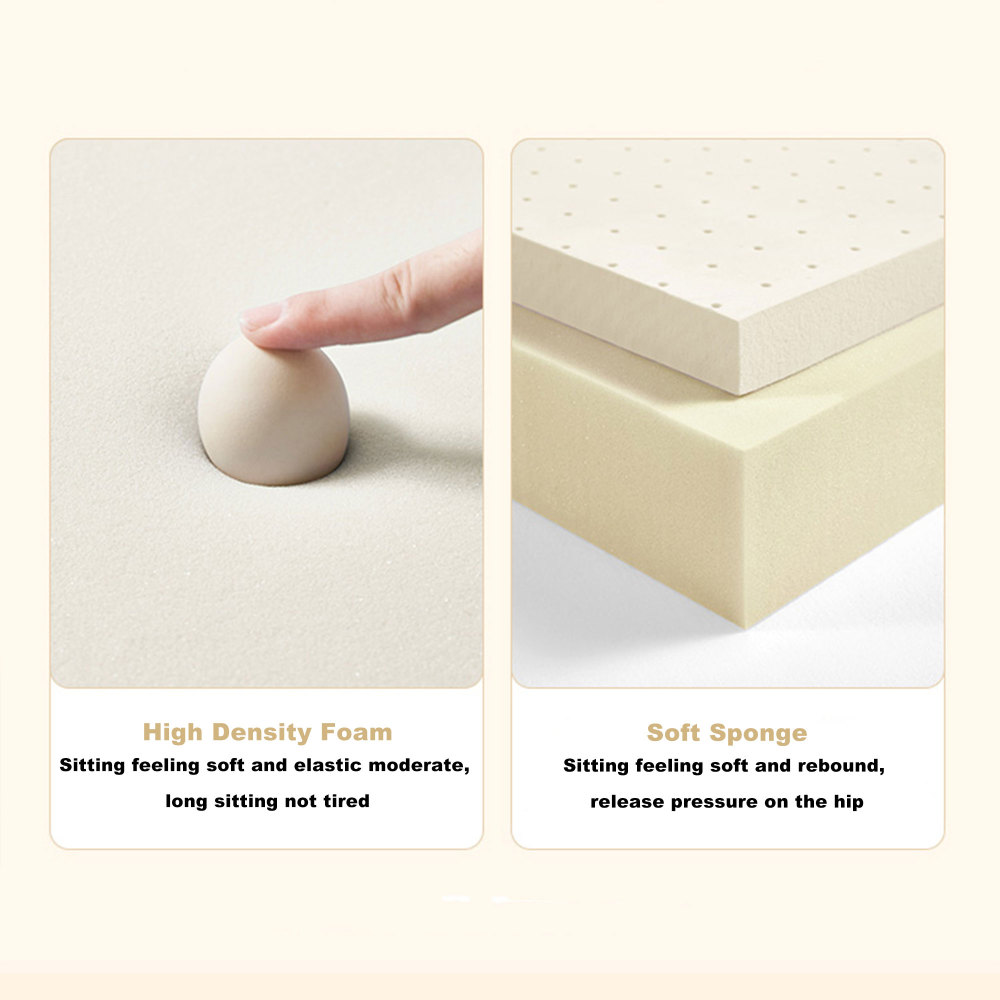 High Density Foam
Sitting feeling soft and elastic moderate,
long sitting not tired
Soft Sponge
Sitting feeling soft and rebound,
release pressure on the hip